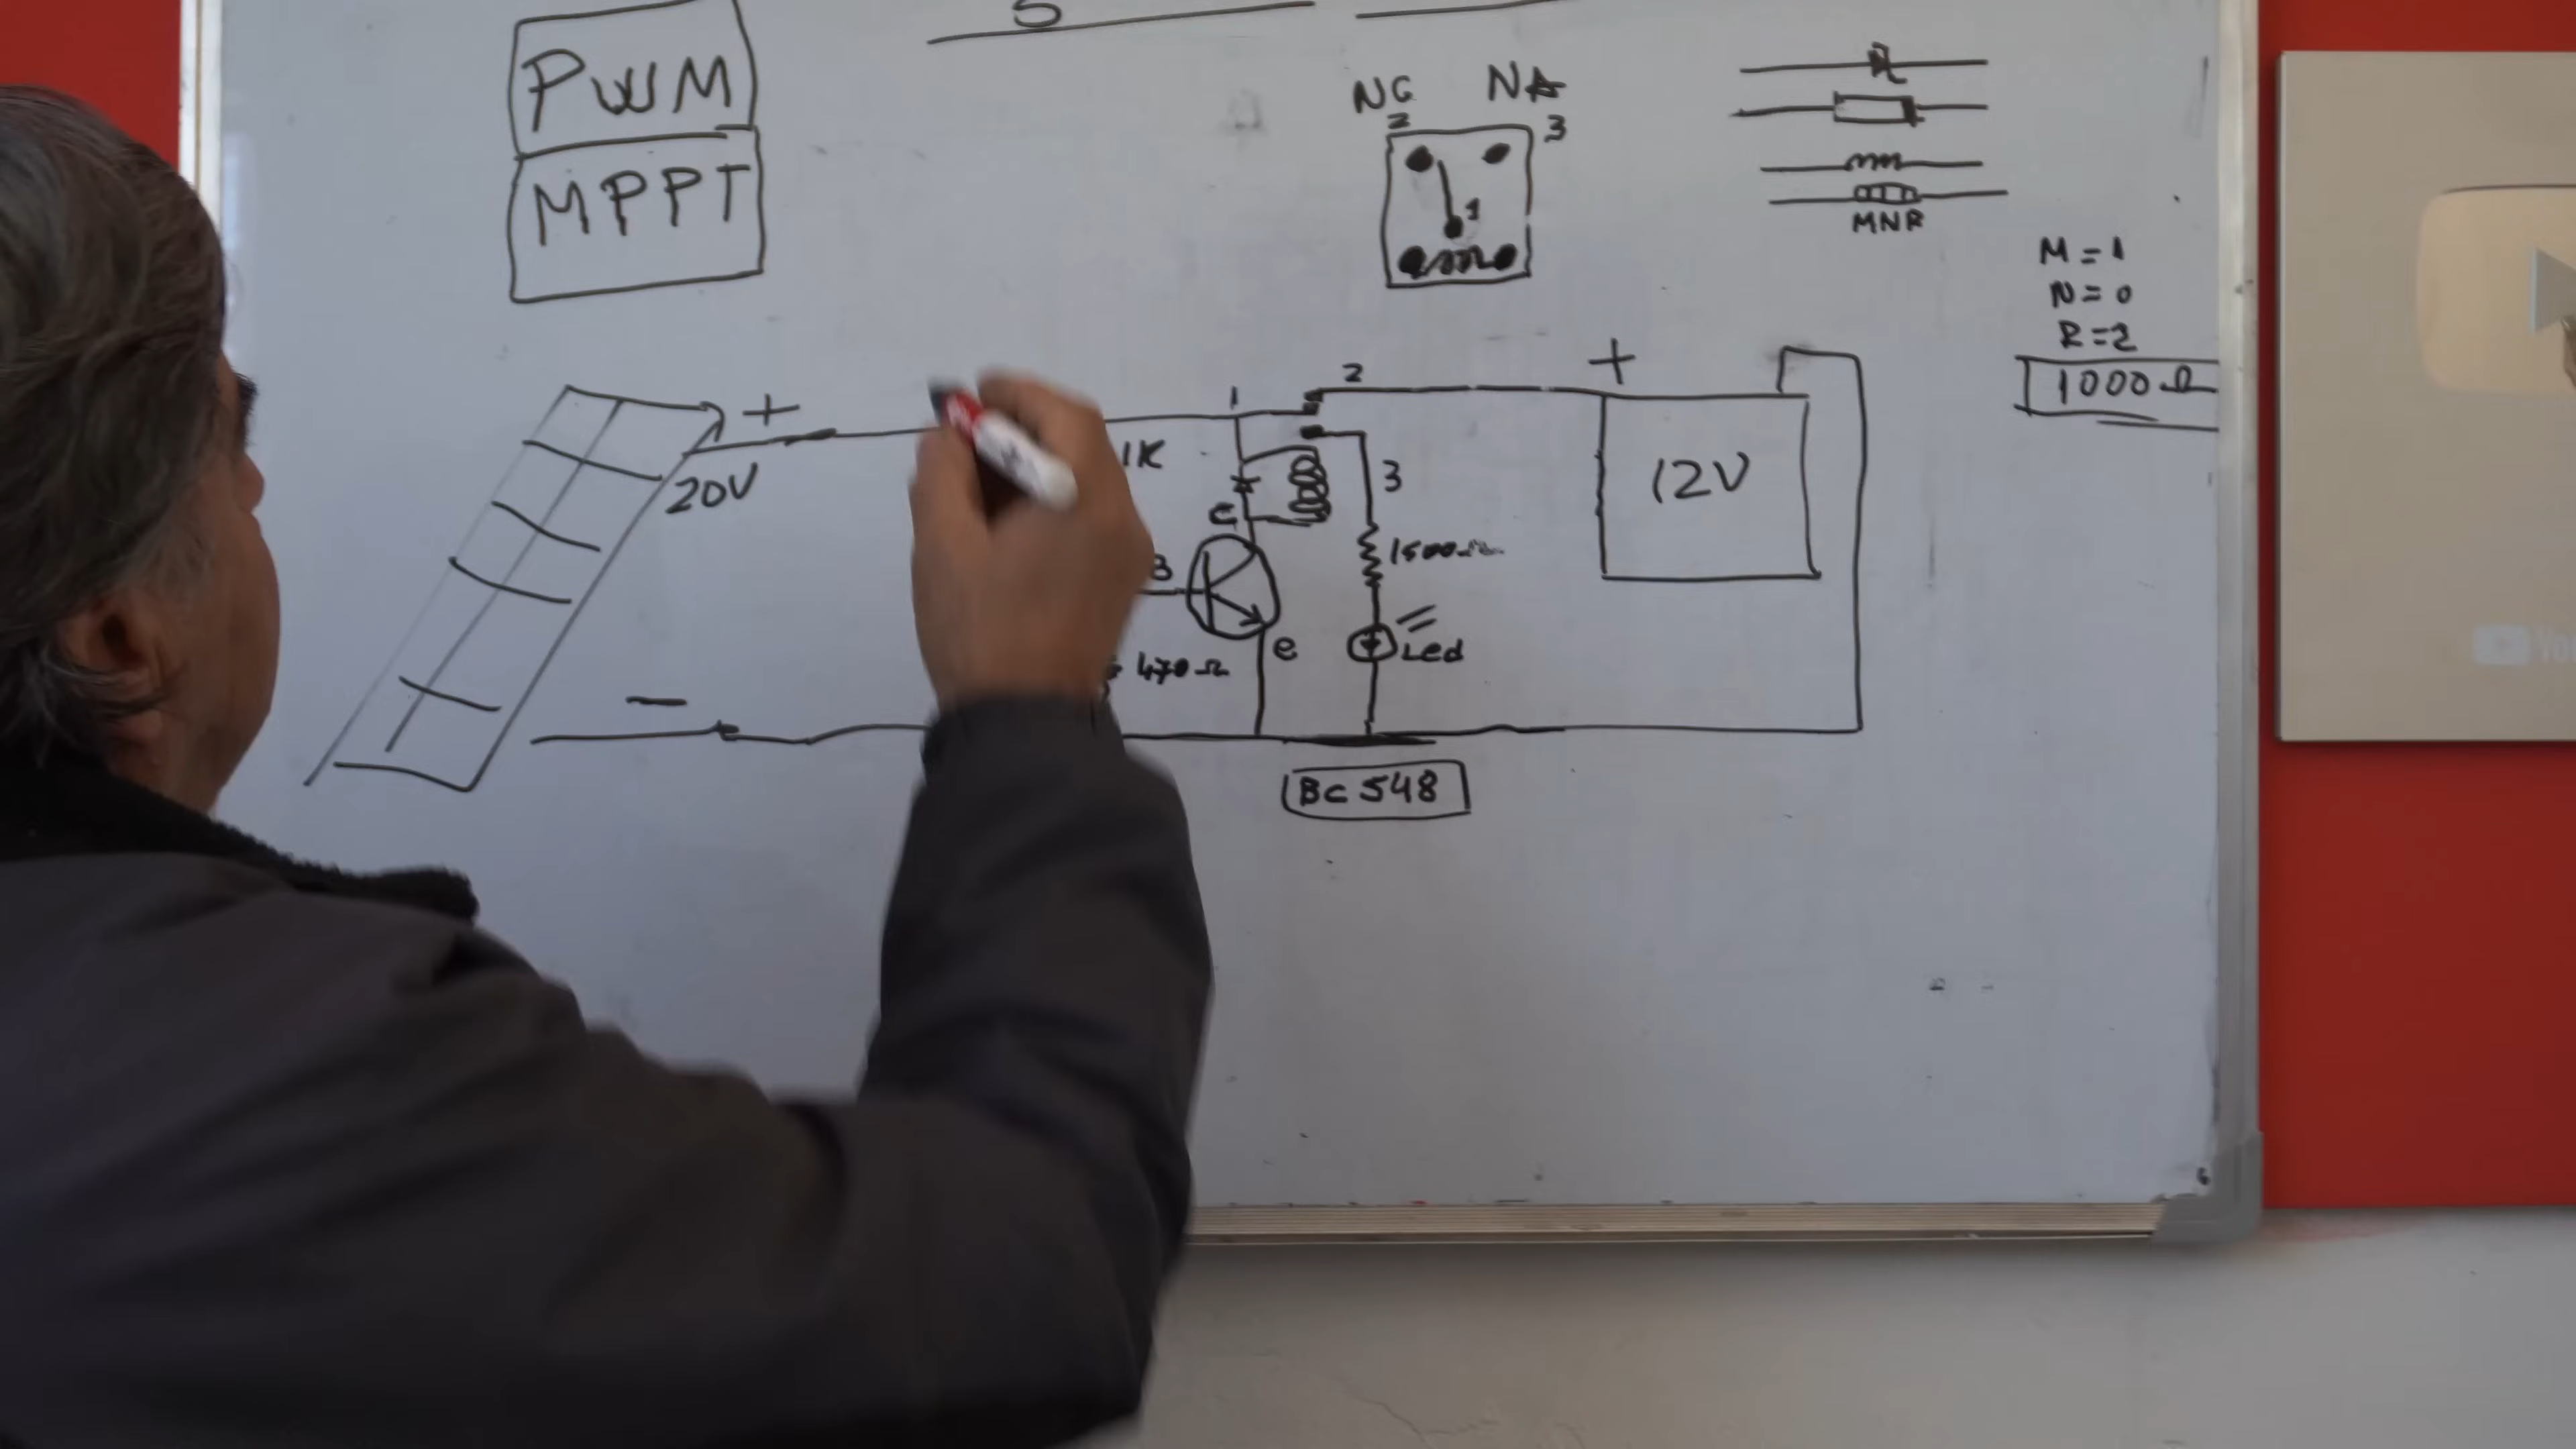 PWM
MPPT
NC NA
2 3
1
MNR
M = 1
N = 0
R = 2
1000 Ω
+
20V
1K
1
2
+
12V
3
C
B
e
1500 Ω
Led
470 Ω
−
BC 548